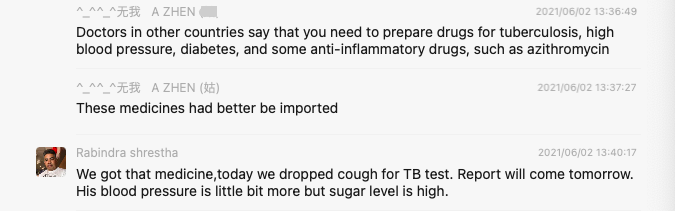 ^_^^_^无我 A ZHEN 2021/06/02 13:36:49
Doctors in other countries say that you need to prepare drugs for tuberculosis, high
blood pressure, diabetes, and some anti-inflammatory drugs, such as azithromycin
^_^^_^无我 A ZHEN (姑) 2021/06/02 13:37:27
These medicines had better be imported
Rabindra shrestha 2021/06/02 13:40:17
We got that medicine,today we dropped cough for TB test. Report will come tomorrow.
His blood pressure is little bit more but sugar level is high.